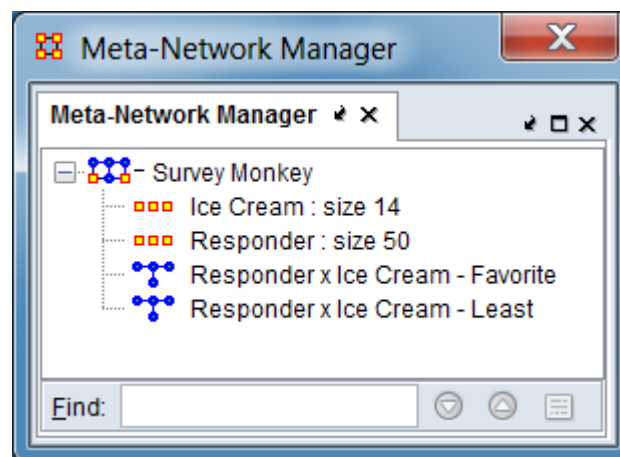 Meta-Network Manager
Meta-Network Manager
Survey Monkey
Ice Cream : size 14
Responder : size 50
Responder x Ice Cream - Favorite
Responder x Ice Cream - Least
Find: